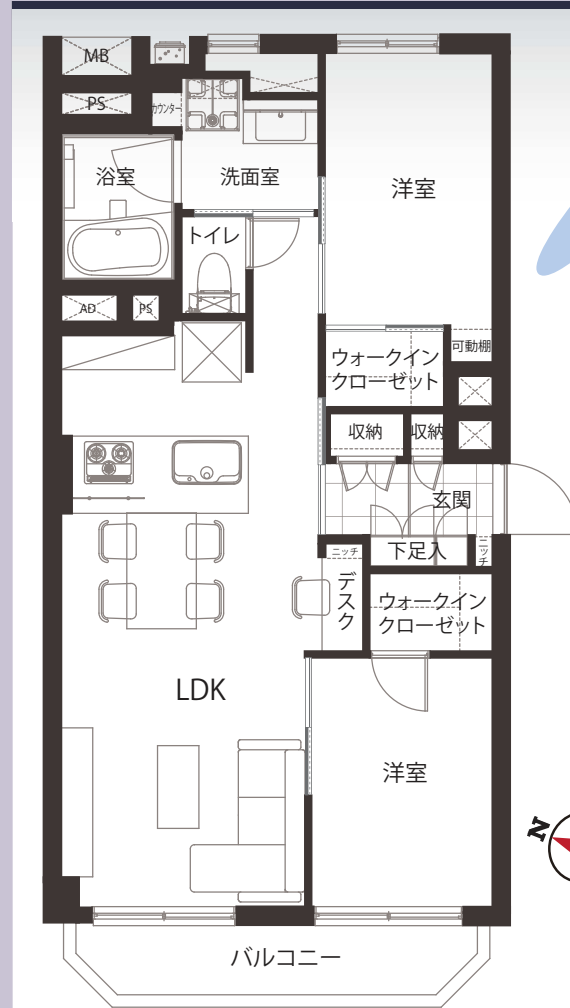 MB
PS
カウンター
浴室
洗面室
洋室
トイレ
AD
PS
ウォークイン
クローゼット
可動棚
収納
収納
玄関
下足入
ニッチ
ニッチ
デスク
ウォークイン
クローゼット
LDK
洋室
N
バルコニー